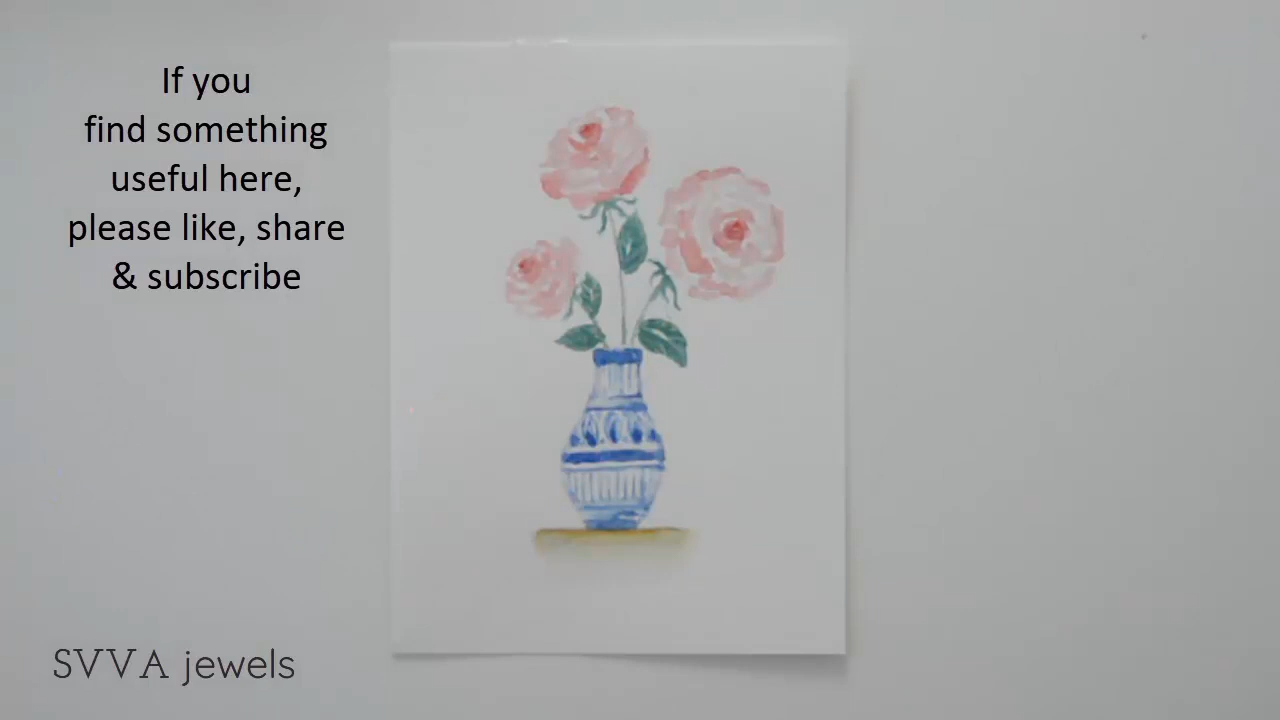 If you
find something
useful here,
please like, share
& subscribe
SVVA jewels